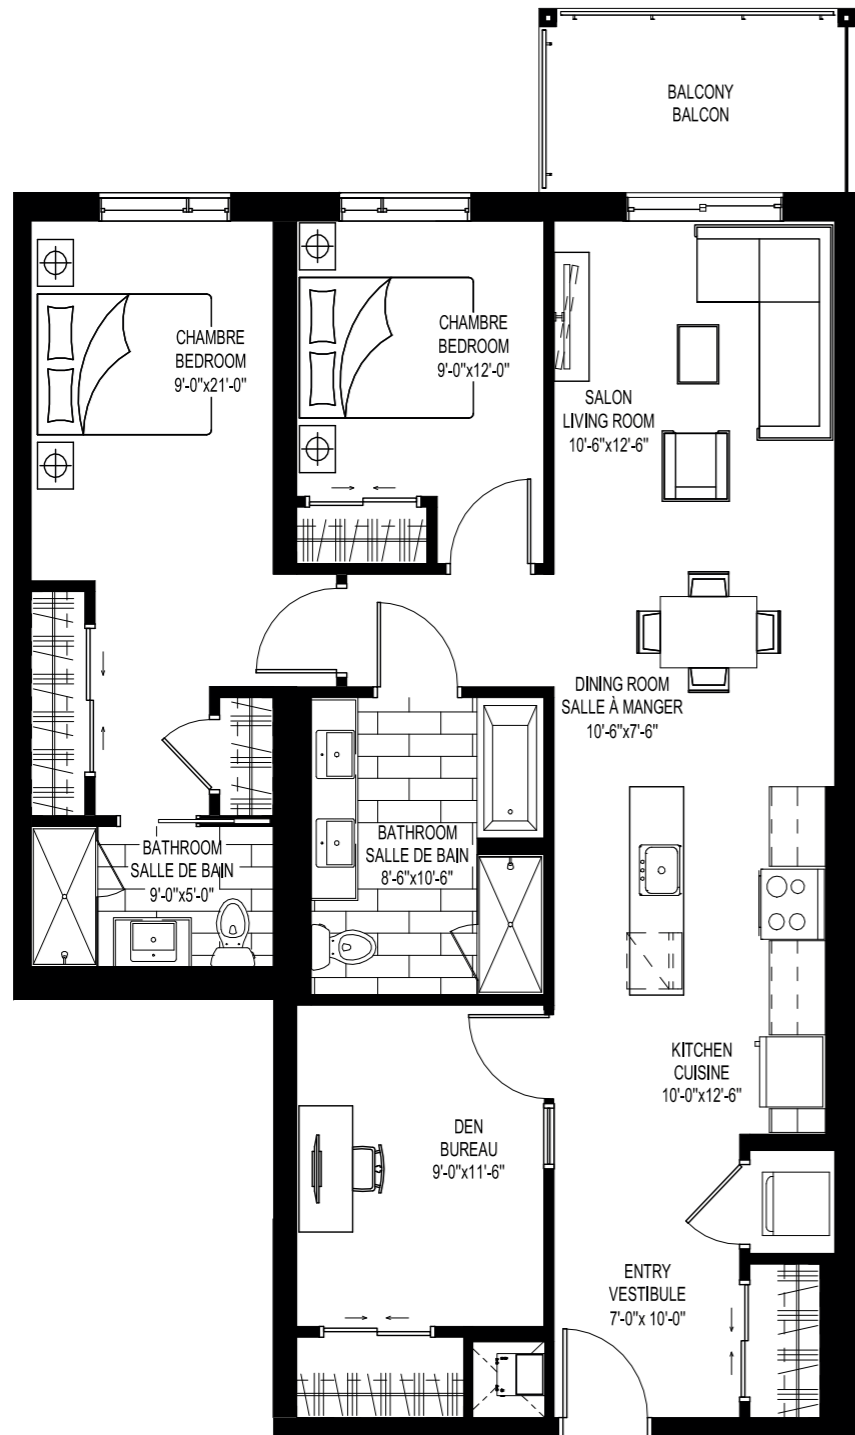 BALCONY
BALCON
CHAMBRE
BEDROOM
9'-0"x21'-0"
CHAMBRE
BEDROOM
9'-0"x12'-0"
SALON
LIVING ROOM
10'-6"x12'-6"
DINING ROOM
SALLE À MANGER
10'-6"x7'-6"
BATHROOM
SALLE DE BAIN
9'-0"x5'-0"
BATHROOM
SALLE DE BAIN
8'-6"x10'-6"
KITCHEN
CUISINE
10'-0"x12'-6"
DEN
BUREAU
9'-0"x11'-6"
ENTRY
VESTIBULE
7'-0"x 10'-0"